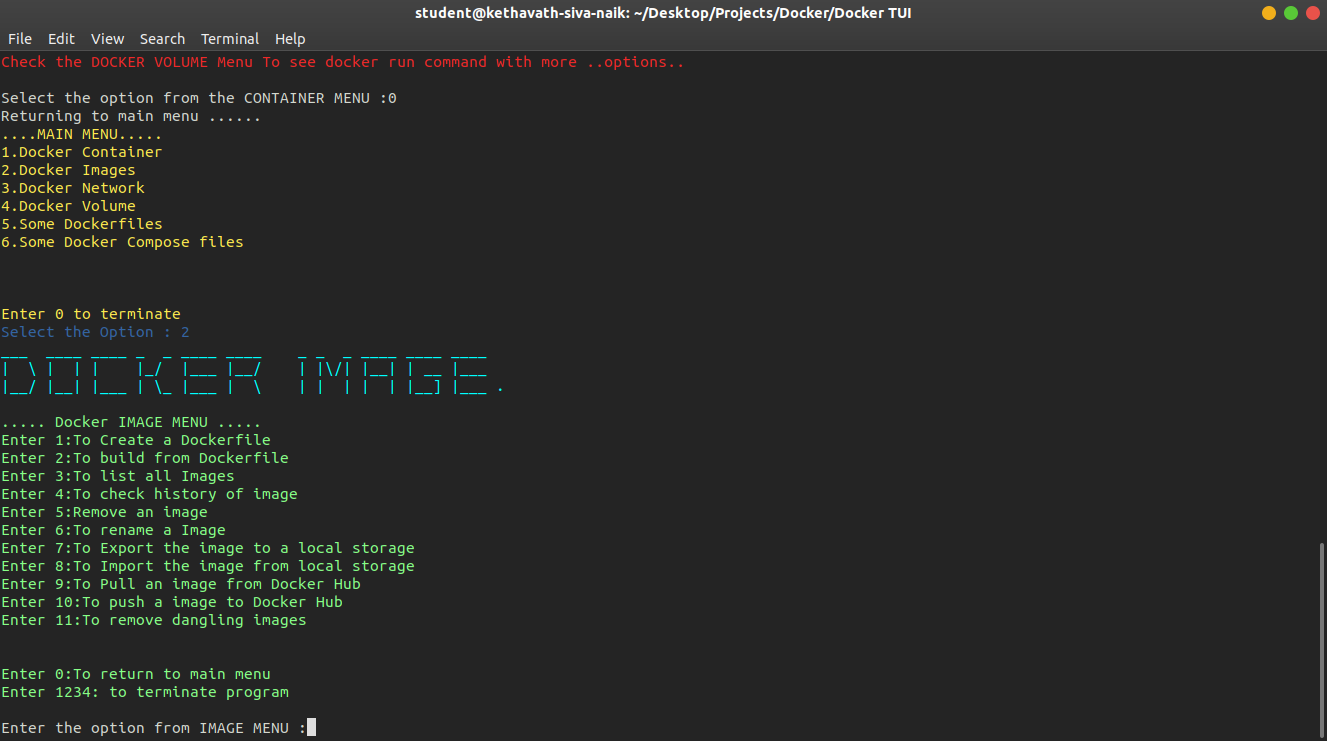 student@kethavath-siva-naik: ~/Desktop/Projects/Docker/Docker TUI
File Edit View Search Terminal Help
Check the DOCKER VOLUME Menu To see docker run command with more ..options..
Select the option from the CONTAINER MENU :0
Returning to main menu ......
....MAIN MENU.....
1.Docker Container
2.Docker Images
3.Docker Network
4.Docker Volume
5.Some Dockerfiles
6.Some Docker Compose files
Enter 0 to terminate
Select the Option : 2
DOCKER IMAGE .
..... Docker IMAGE MENU .....
Enter 1:To Create a Dockerfile
Enter 2:To build from Dockerfile
Enter 3:To list all Images
Enter 4:To check history of image
Enter 5:Remove an image
Enter 6:To rename a Image
Enter 7:To Export the image to a local storage
Enter 8:To Import the image from local storage
Enter 9:To Pull an image from Docker Hub
Enter 10:To push a image to Docker Hub
Enter 11:To remove dangling images
Enter 0:To return to main menu
Enter 1234: to terminate program
Enter the option from IMAGE MENU :